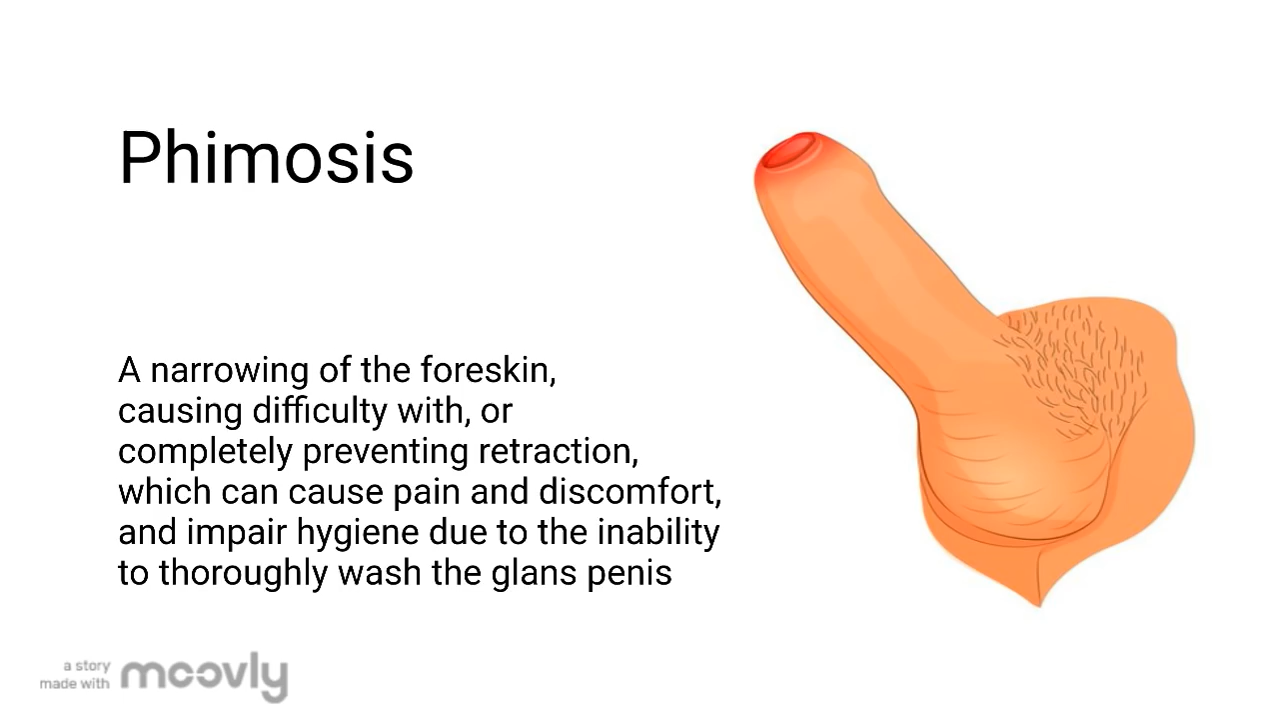 Phimosis
A narrowing of the foreskin,
causing difficulty with, or
completely preventing retraction,
which can cause pain and discomfort,
and impair hygiene due to the inability
to thoroughly wash the glans penis
a story
made with moovly